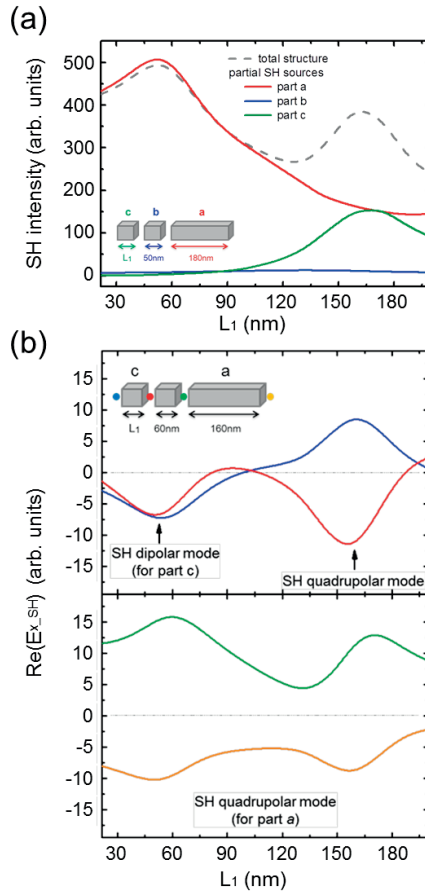 (a)
500
400
300
200
100
0
SH intensity (arb. units)
total structure
partial SH sources
part a
part b
part c
c b a
L₁ 50nm 180nm
30 60 90 120 150 180
L₁ (nm)
(b)
15
10
5
0
-5
-10
-15
c a
L₁ 60nm 160nm
SH dipolar mode
(for part c)
SH quadrupolar mode
Re(Eˣ_SH) (arb. units)
15
10
5
0
-5
-10
-15
SH quadrupolar mode
(for part a)
30 60 90 120 150 180
L₁ (nm)